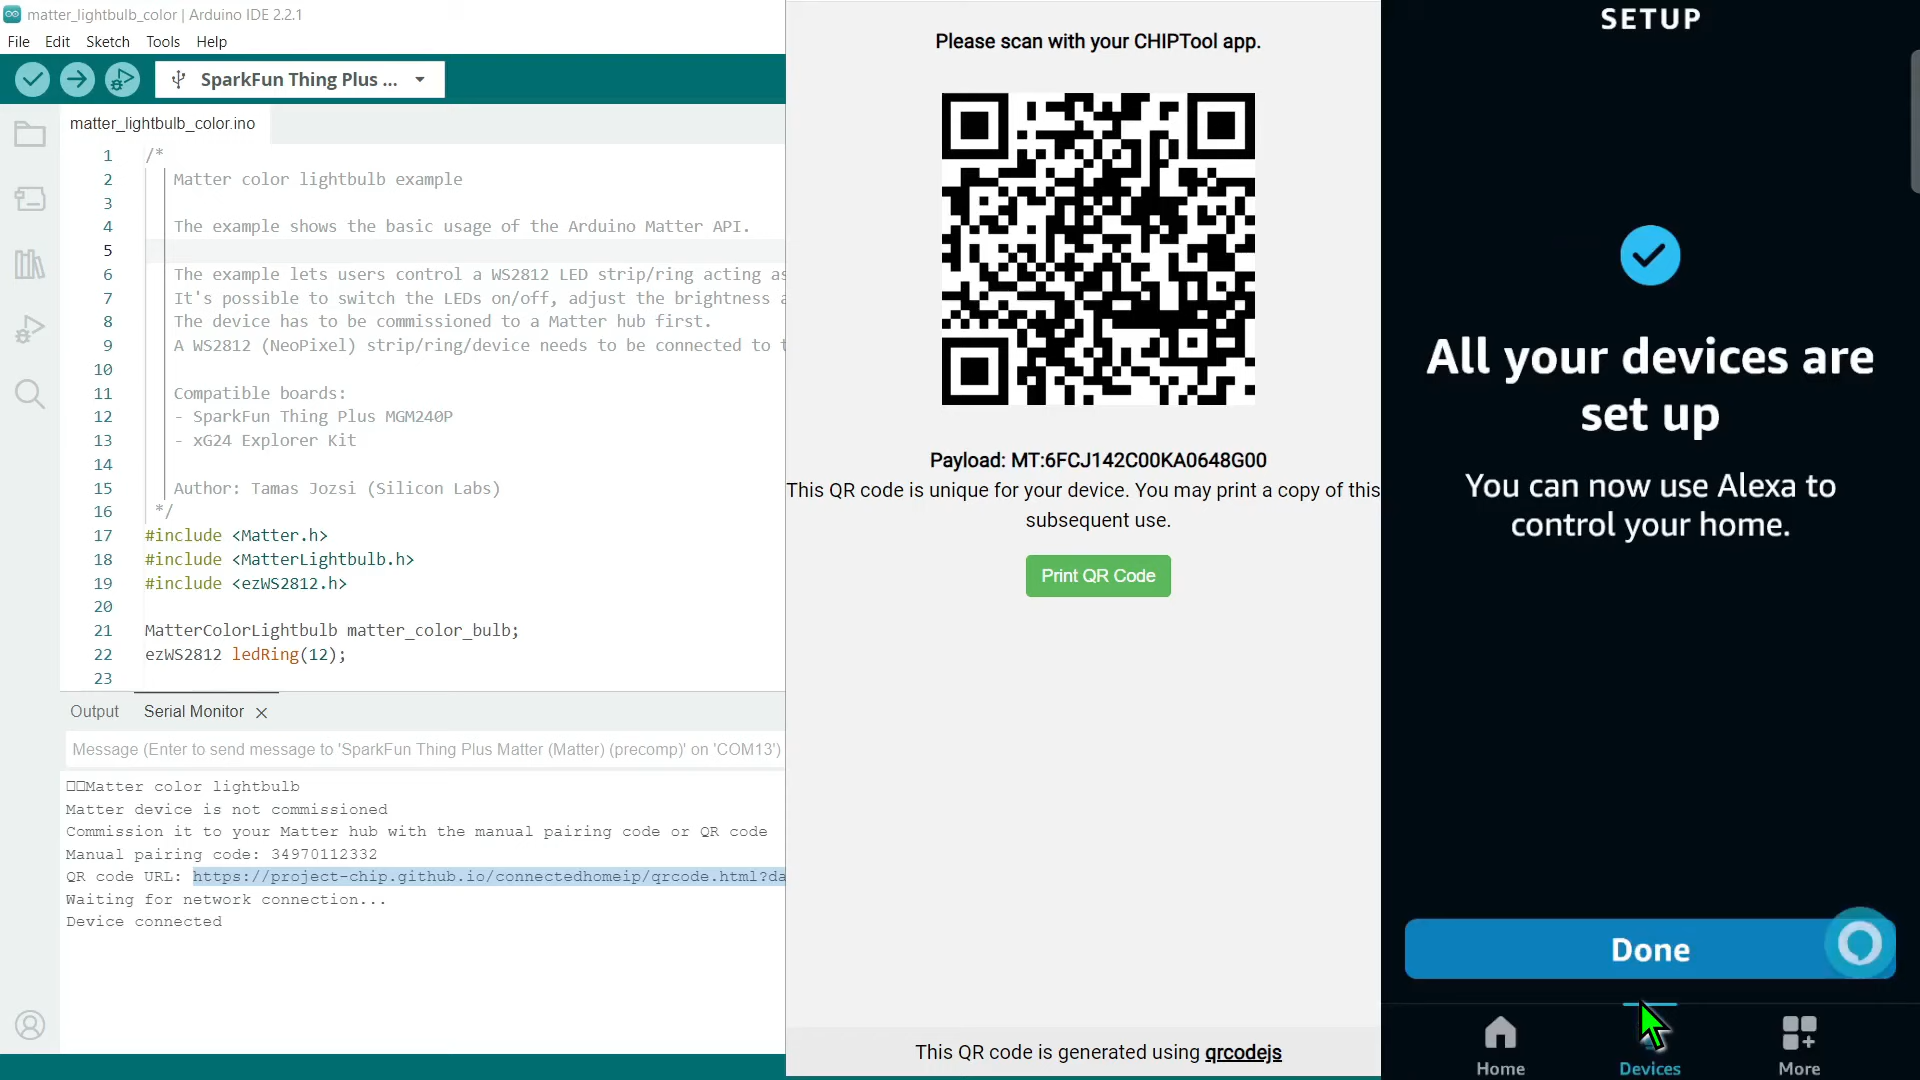 matter_lightbulb_color | Arduino IDE 2.2.1
File Edit Sketch Tools Help
SparkFun Thing Plus ...
matter_lightbulb_color.ino
1 /*
2 Matter color lightbulb example
3
4 The example shows the basic usage of the Arduino Matter API.
5
6 The example lets users control a WS2812 LED strip/ring acting as
7 It's possible to switch the LEDs on/off, adjust the brightness a
8 The device has to be commissioned to a Matter hub first.
9 A WS2812 (NeoPixel) strip/ring/device needs to be connected to t
10
11 Compatible boards:
12 - SparkFun Thing Plus MGM240P
13 - xG24 Explorer Kit
14
15 Author: Tamas Jozsi (Silicon Labs)
16 */
17 #include <Matter.h>
18 #include <MatterLightbulb.h>
19 #include <ezWS2812.h>
20
21 MatterColorLightbulb matter_color_bulb;
22 ezWS2812 ledRing(12);
23
Output Serial Monitor
Message (Enter to send message to 'SparkFun Thing Plus Matter (Matter) (precomp)' on 'COM13')
Matter color lightbulb
Matter device is not commissioned
Commission it to your Matter hub with the manual pairing code or QR code
Manual pairing code: 34970112332
QR code URL: https://project-chip.github.io/connectedhomeip/qrcode.html?da
Waiting for network connection...
Device connected
Please scan with your CHIPTool app.
Payload: MT:6FCJ142C00KA0648G00
This QR code is unique for your device. You may print a copy of this
subsequent use.
Print QR Code
This QR code is generated using qrcodejs
SETUP
All your devices are
set up
You can now use Alexa to
control your home.
Done
Home Devices More